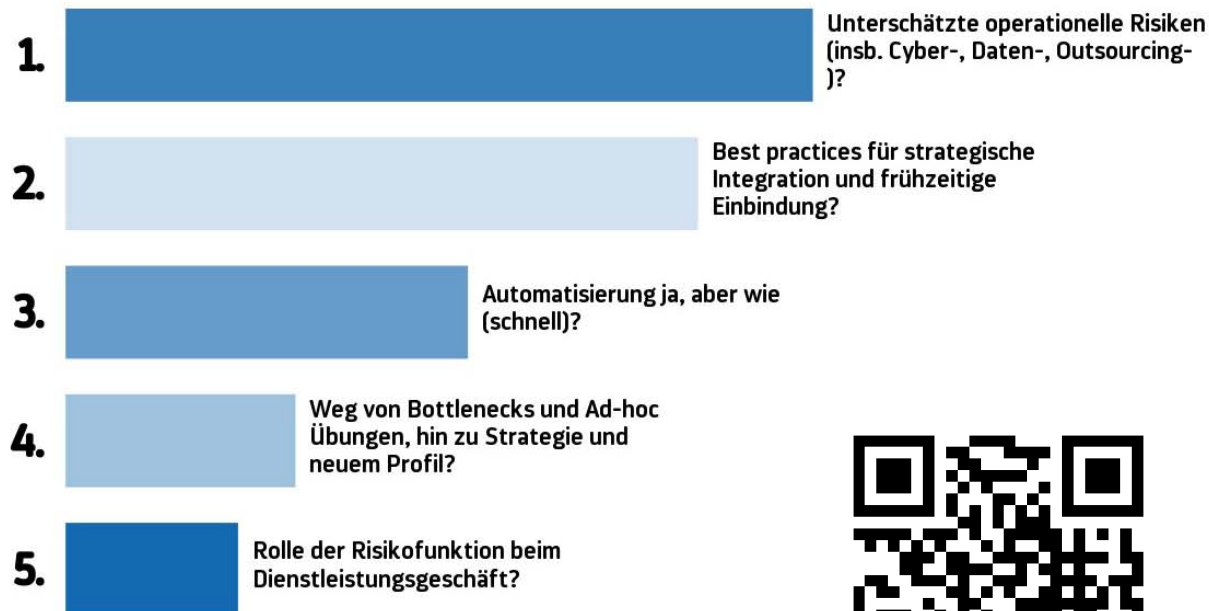 1.
Unterschätzte operationelle Risiken
(insb. Cyber-, Daten-, Outsourcing-
)?
2.
Best practices für strategische
Integration und frühzeitige
Einbindung?
3.
Automatisierung ja, aber wie
(schnell)?
4.
Weg von Bottlenecks und Ad-hoc
Übungen, hin zu Strategie und
neuem Profil?
5.
Rolle der Risikofunktion beim
Dienstleistungsgeschäft?